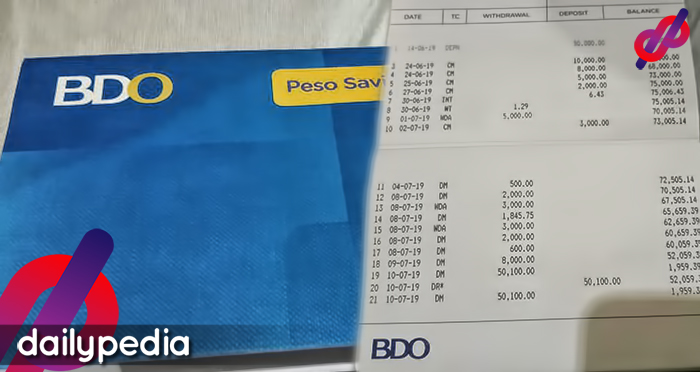 BDO
Peso Savi
DATE TC WITHDRAWAL DEPOSIT BALANCE
1 14-06-19 DEPN 50,000.00
3 24-06-19 CM 10,000.00
4 24-06-19 CM 8,000.00 68,000.00
5 25-06-19 CM 5,000.00 73,000.00
6 27-06-19 CM 2,000.00 75,000.00
7 30-06-19 INT 6.43 75,006.43
8 30-06-19 WT 1.29 75,005.14
9 01-07-19 WDA 5,000.00 70,005.14
10 02-07-19 CM 3,000.00 73,005.14
11 04-07-19 DM 500.00 72,505.14
12 08-07-19 DM 2,000.00 70,505.14
13 08-07-19 WDA 3,000.00 67,505.14
14 08-07-19 DM 1,845.75 65,659.39
15 08-07-19 WDA 3,000.00 62,659.39
16 08-07-19 DM 2,000.00 60,659.39
17 08-07-19 DM 600.00 60,059.39
18 09-07-19 DM 8,000.00 52,059.39
19 10-07-19 DM 50,100.00 1,959.39
20 10-07-19 DR# 50,100.00 52,059.3
21 10-07-19 DM 50,100.00 1,959.39
BDO
dailypedia